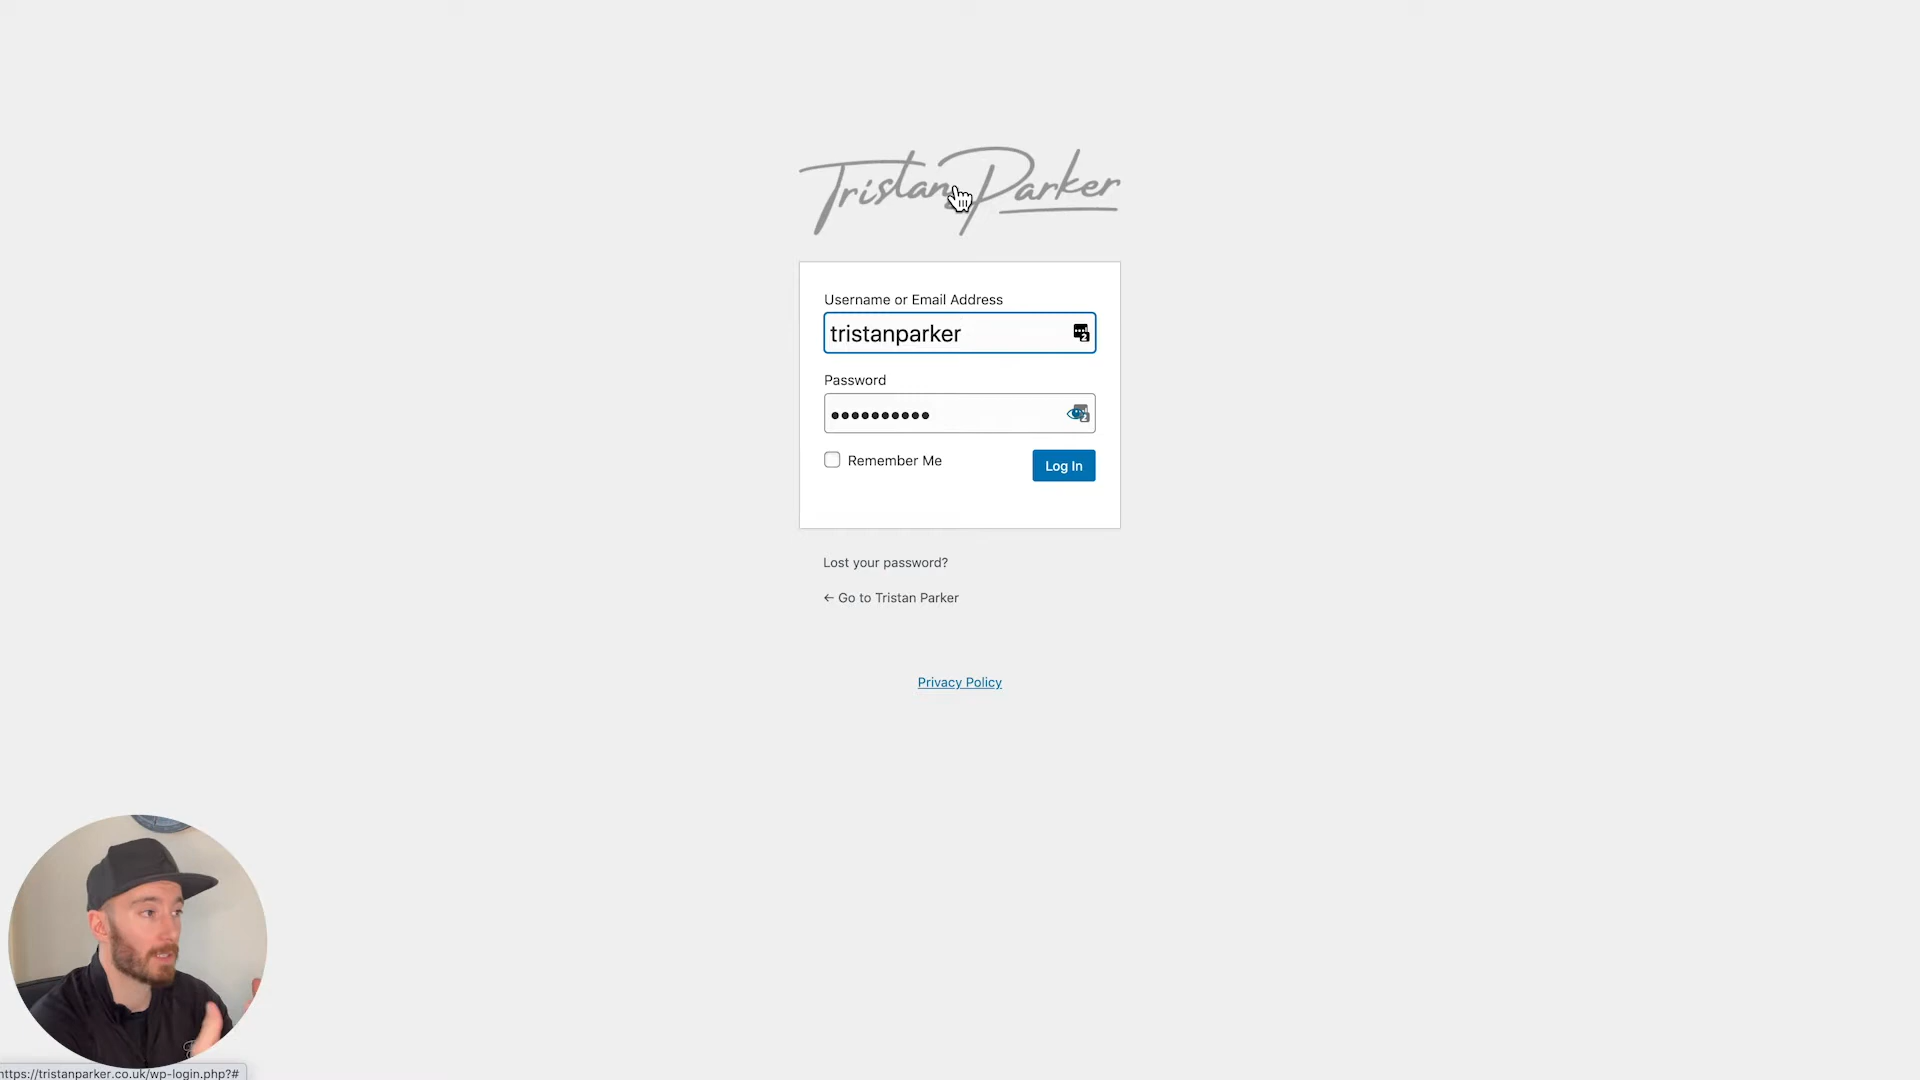 Tristan Parker
Username or Email Address
tristanparker
Password
Remember Me
Log In
Lost your password?
← Go to Tristan Parker
Privacy Policy
https://tristanparker.co.uk/wp-login.php?#